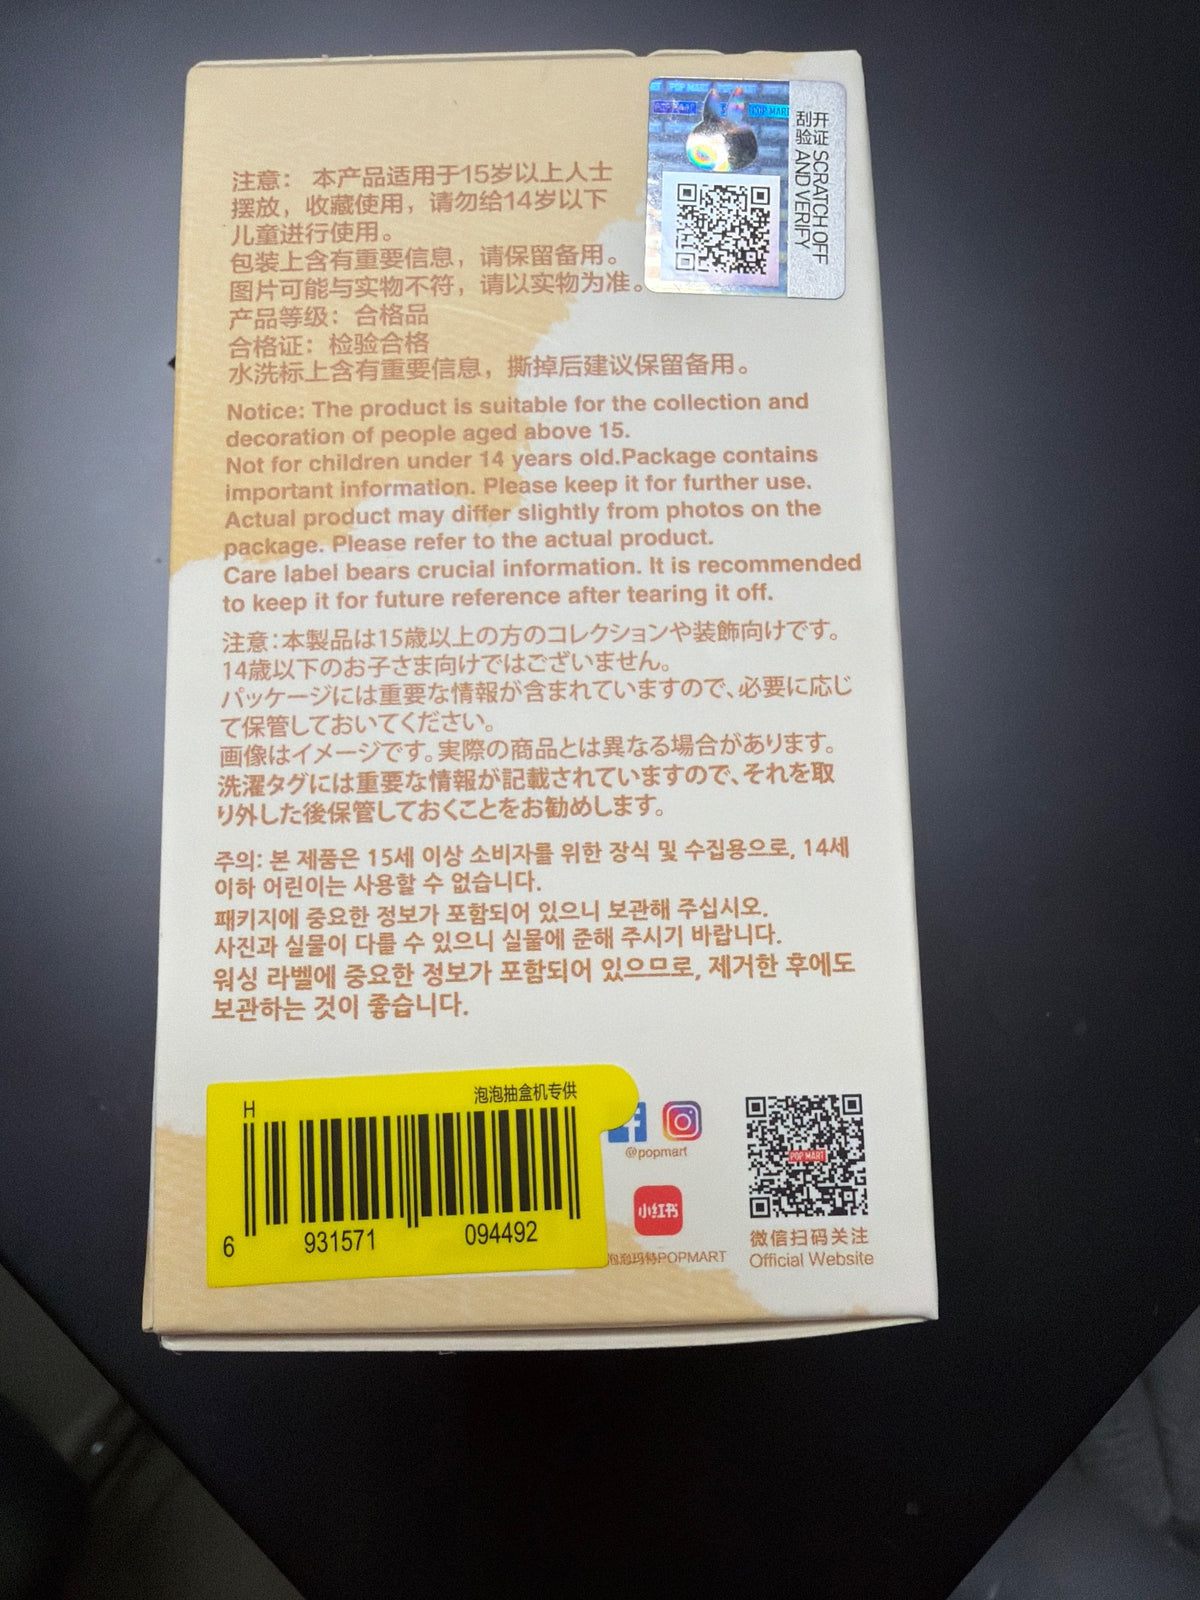 POP MART
POP MART
开证 SCRATCH OFF
刮验 AND VERIFY
注意： 本产品适用于15岁以上人士
摆放，收藏使用，请勿给14岁以下
儿童进行使用。
包装上含有重要信息，请保留备用。
图片可能与实物不符，请以实物为准。
产品等级：合格品
合格证：检验合格
水洗标上含有重要信息，撕掉后建议保留备用。
Notice: The product is suitable for the collection and
decoration of people aged above 15.
Not for children under 14 years old.Package contains
important information. Please keep it for further use.
Actual product may differ slightly from photos on the
package. Please refer to the actual product.
Care label bears crucial information. It is recommended
to keep it for future reference after tearing it off.
注意：本製品は15歳以上の方のコレクションや装飾向けです。
14歳以下のお子さま向けではございません。
パッケージには重要な情報が含まれていますので、必要に応じ
て保管しておいてください。
画像はイメージです。実際の商品とは異なる場合があります。
洗濯タグには重要な情報が記載されていますので、それを取
り外した後保管しておくことをお勧めします。
주의: 본 제품은 15세 이상 소비자를 위한 장식 및 수집용으로, 14세
이하 어린이는 사용할 수 없습니다.
패키지에 중요한 정보가 포함되어 있으니 보관해 주십시오.
사진과 실물이 다를 수 있으니 실물에 준해 주시기 바랍니다.
워싱 라벨에 중요한 정보가 포함되어 있으므로, 제거한 후에도
보관하는 것이 좋습니다.
H
泡泡抽盒机专供
6 931571 094492
@popmart
小红书
泡泡玛特POPMART
POP MART
微信扫码关注
Official Website